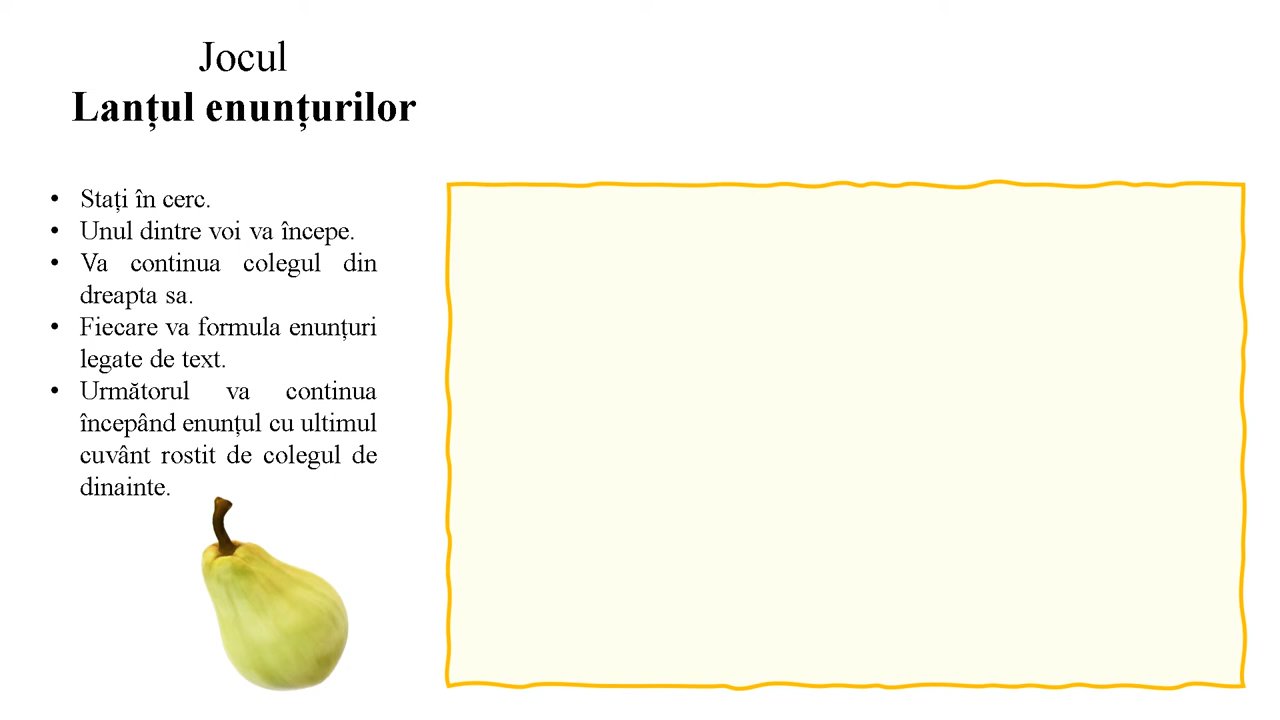 Jocul
Lanțul enunțurilor
• Stați în cerc.
• Unul dintre voi va începe.
• Va continua colegul din
dreapta sa.
• Fiecare va formula enunțuri
legate de text.
• Următorul va continua
începând enunțul cu ultimul
cuvânt rostit de colegul de
dinainte.